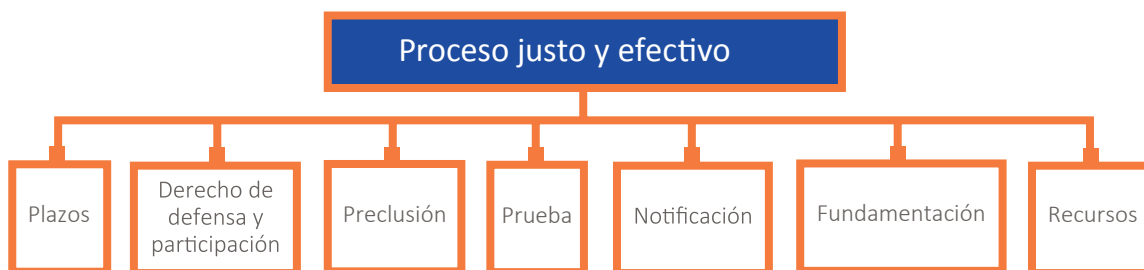 Proceso justo y efectivo
Plazos
Derecho de
defensa y
participación
Preclusión
Prueba
Notificación
Fundamentación
Recursos